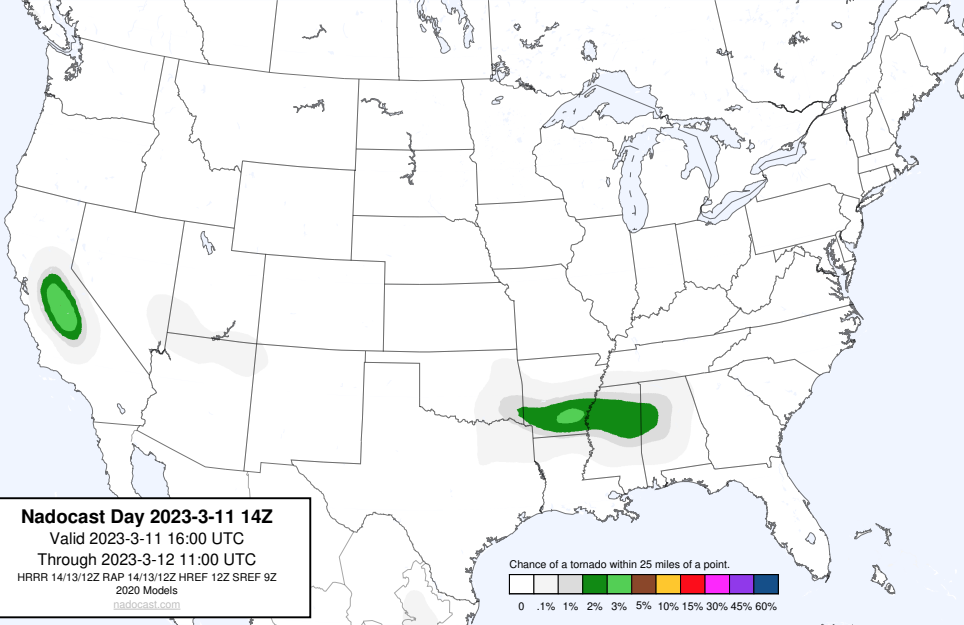 Nadocast Day 2023-3-11 14Z
Valid 2023-3-11 16:00 UTC
Through 2023-3-12 11:00 UTC
HRRR 14/13/12Z RAP 14/13/12Z HREF 12Z SREF 9Z
2020 Models
nadocast.com
Chance of a tornado within 25 miles of a point.
0 .1% 1% 2% 3% 5% 10% 15% 30% 45% 60%